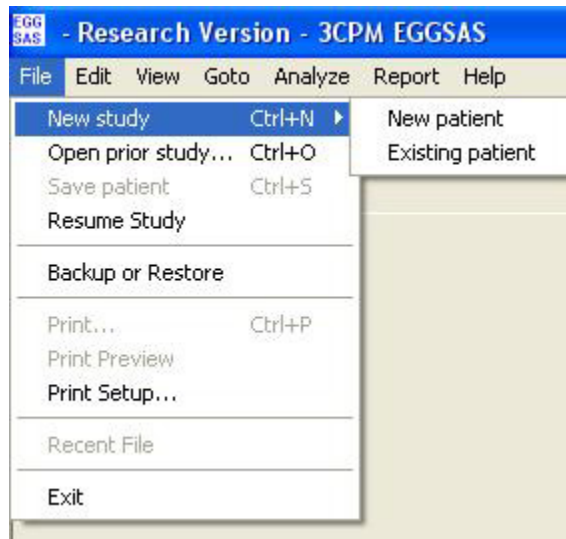 EGG
SAS
- Research Version - 3CPM EGGSAS
File Edit View Goto Analyze Report Help
New study Ctrl+N New patient
Open prior study... Ctrl+O Existing patient
Save patient Ctrl+S
Resume Study
Backup or Restore
Print... Ctrl+P
Print Preview
Print Setup...
Recent File
Exit